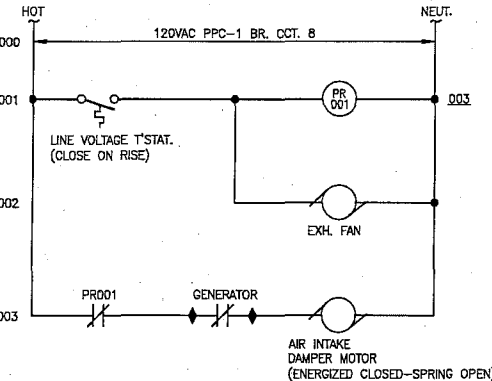 HOT NEUT.
000 120VAC PPC-1 BR. CCT. 8
001 PR 003
001
LINE VOLTAGE T'STAT.
(CLOSE ON RISE)
002
EXH. FAN
PR001 GENERATOR
003
AIR INTAKE
DAMPER MOTOR
(ENERGIZED CLOSED-SPRING OPEN)